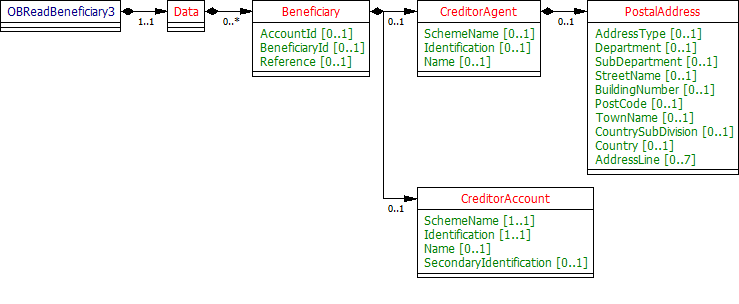 OBReadBeneficiary3
1..1
Data
0..*
Beneficiary
AccountId [0..1]
BeneficiaryId [0..1]
Reference [0..1]
0..1
CreditorAgent
SchemeName [0..1]
Identification [0..1]
Name [0..1]
0..1
PostalAddress
AddressType [0..1]
Department [0..1]
SubDepartment [0..1]
StreetName [0..1]
BuildingNumber [0..1]
PostCode [0..1]
TownName [0..1]
CountrySubDivision [0..1]
Country [0..1]
AddressLine [0..7]
0..1
CreditorAccount
SchemeName [1..1]
Identification [1..1]
Name [0..1]
SecondaryIdentification [0..1]